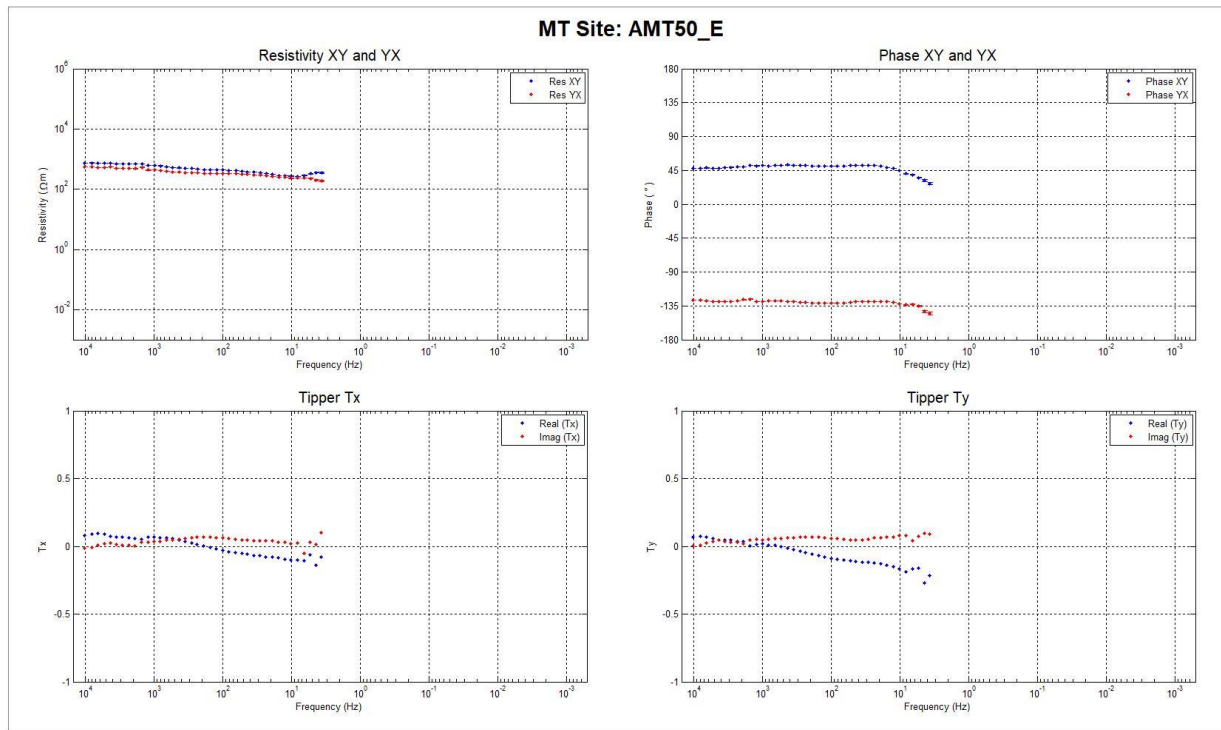 MT Site: AMT50_E
Resistivity XY and YX
10^6
10^4
10^2
10^0
10^-2
Resistivity (Ωm)
Res XY
Res YX
10^4 10^3 10^2 10^1 10^0 10^-1 10^-2 10^-3
Frequency (Hz)
Phase XY and YX
180
135
90
45
0
-45
-90
-135
-180
Phase (°)
Phase XY
Phase YX
10^4 10^3 10^2 10^1 10^0 10^-1 10^-2 10^-3
Frequency (Hz)
Tipper Tx
1
0.5
0
-0.5
-1
Tx
Real (Tx)
Imag (Tx)
10^4 10^3 10^2 10^1 10^0 10^-1 10^-2 10^-3
Frequency (Hz)
Tipper Ty
1
0.5
0
-0.5
-1
Ty
Real (Ty)
Imag (Ty)
10^4 10^3 10^2 10^1 10^0 10^-1 10^-2 10^-3
Frequency (Hz)